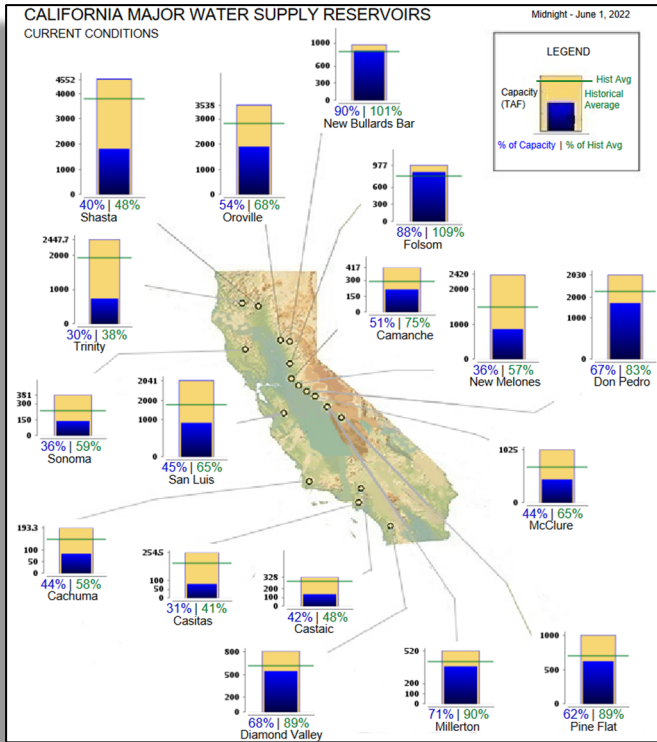 CALIFORNIA MAJOR WATER SUPPLY RESERVOIRS
Midnight - June 1, 2022
CURRENT CONDITIONS
LEGEND
Capacity
(TAF)
Hist Avg
Historical
Average
% of Capacity | % of Hist Avg
4552
4000
3000
2000
1000
0
40% | 48%
Shasta
3538
3000
2000
1000
0
54% | 68%
Oroville
1000
600
300
0
90% | 101%
New Bullards Bar
977
600
300
0
88% | 109%
Folsom
2447.7
2000
1000
0
30% | 38%
Trinity
417
300
150
0
51% | 75%
Camanche
2420
2000
1000
0
36% | 57%
New Melones
2030
2000
1000
0
67% | 83%
Don Pedro
381
300
150
0
36% | 59%
Sonoma
2041
2000
1000
0
45% | 65%
San Luis
1025
0
44% | 65%
McClure
193.3
100
50
0
44% | 58%
Cachuma
254.5
100
50
0
31% | 41%
Casitas
325
200
100
0
42% | 48%
Castaic
800
500
300
0
68% | 89%
Diamond Valley
520
200
100
0
71% | 90%
Millerton
1000
500
200
0
62% | 89%
Pine Flat